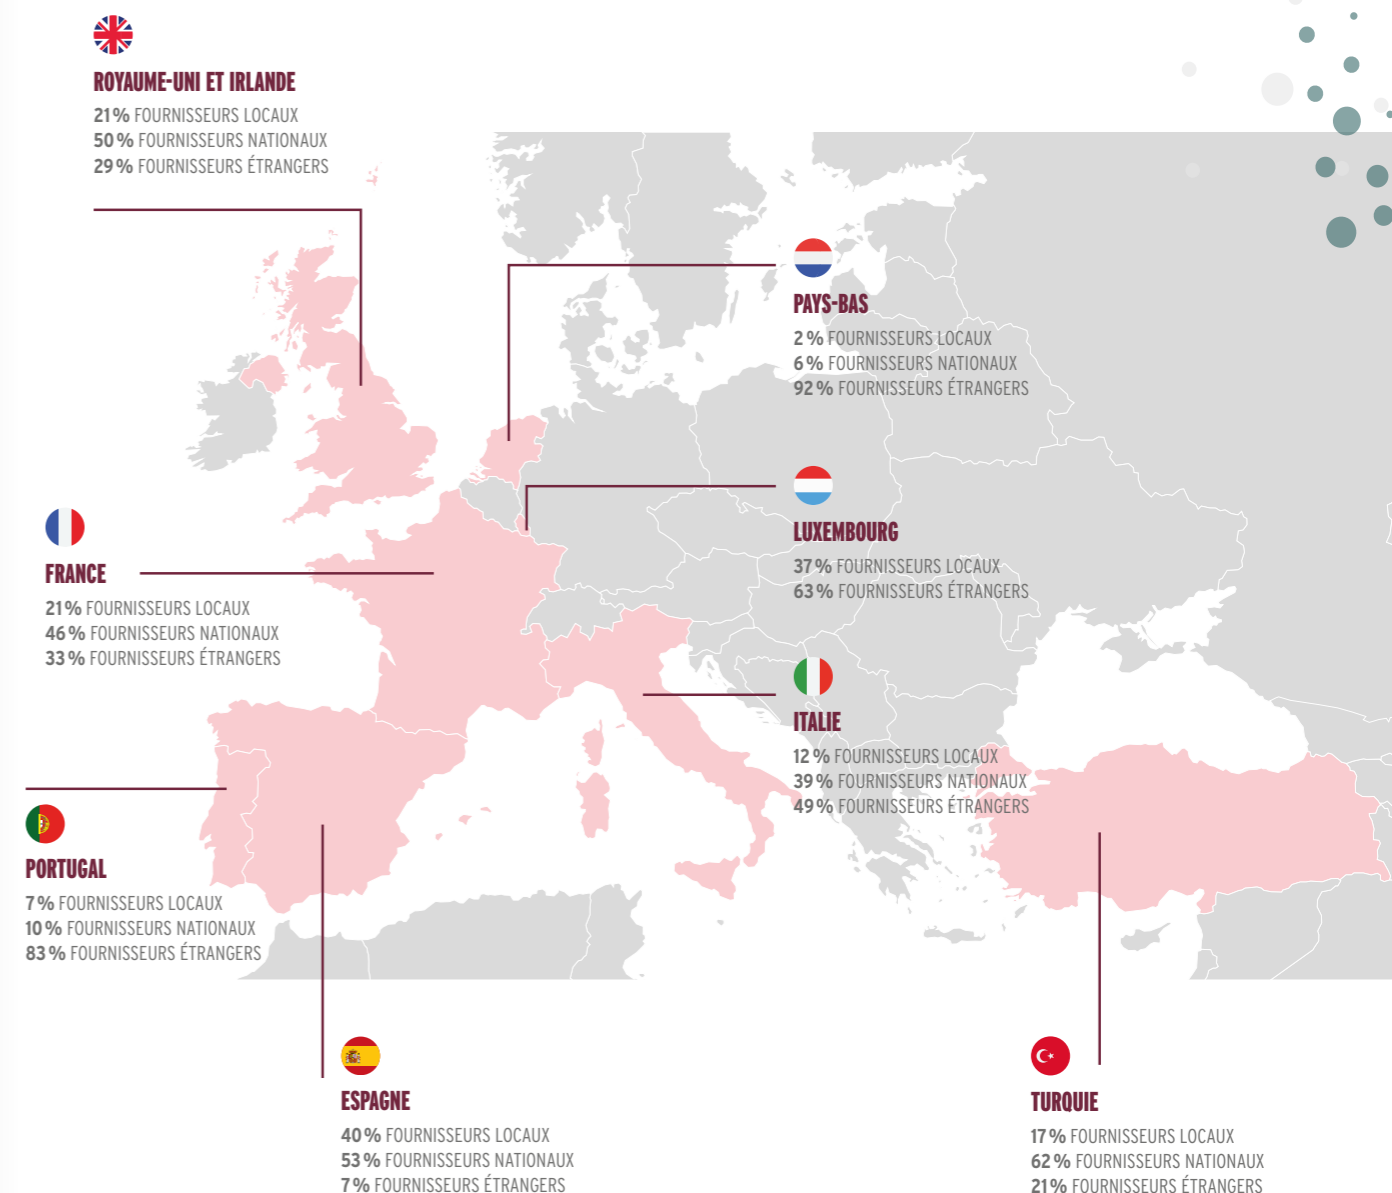 ROYAUME-UNI ET IRLANDE
21% FOURNISSEURS LOCAUX
50% FOURNISSEURS NATIONAUX
29% FOURNISSEURS ÉTRANGERS
PAYS-BAS
2% FOURNISSEURS LOCAUX
6% FOURNISSEURS NATIONAUX
92% FOURNISSEURS ÉTRANGERS
LUXEMBOURG
37% FOURNISSEURS LOCAUX
63% FOURNISSEURS ÉTRANGERS
FRANCE
21% FOURNISSEURS LOCAUX
46% FOURNISSEURS NATIONAUX
33% FOURNISSEURS ÉTRANGERS
ITALIE
12% FOURNISSEURS LOCAUX
39% FOURNISSEURS NATIONAUX
49% FOURNISSEURS ÉTRANGERS
PORTUGAL
7% FOURNISSEURS LOCAUX
10% FOURNISSEURS NATIONAUX
83% FOURNISSEURS ÉTRANGERS
ESPAGNE
40% FOURNISSEURS LOCAUX
53% FOURNISSEURS NATIONAUX
7% FOURNISSEURS ÉTRANGERS
TURQUIE
17% FOURNISSEURS LOCAUX
62% FOURNISSEURS NATIONAUX
21% FOURNISSEURS ÉTRANGERS